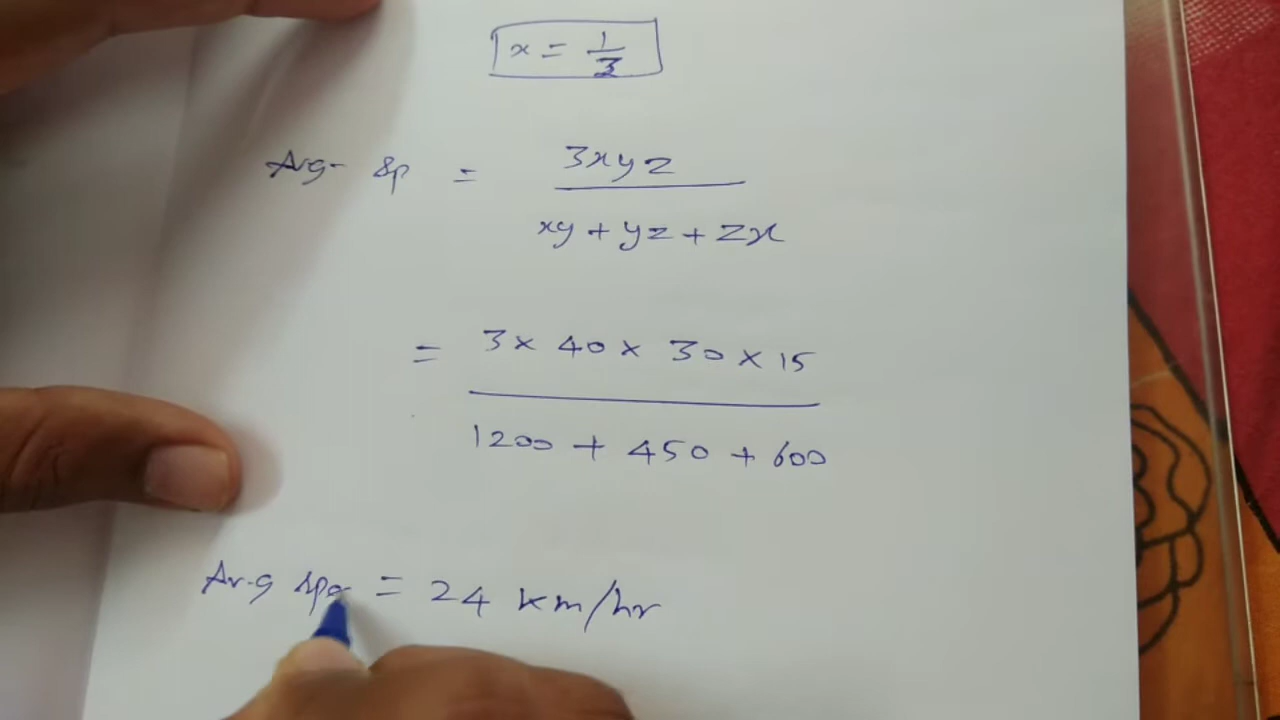 x = 1/3
Avg- Sp = 3xyz / xy + yz + zx
= 3 x 40 x 30 x 15 / 1200 + 450 + 600
Avg spe = 24 km/hr